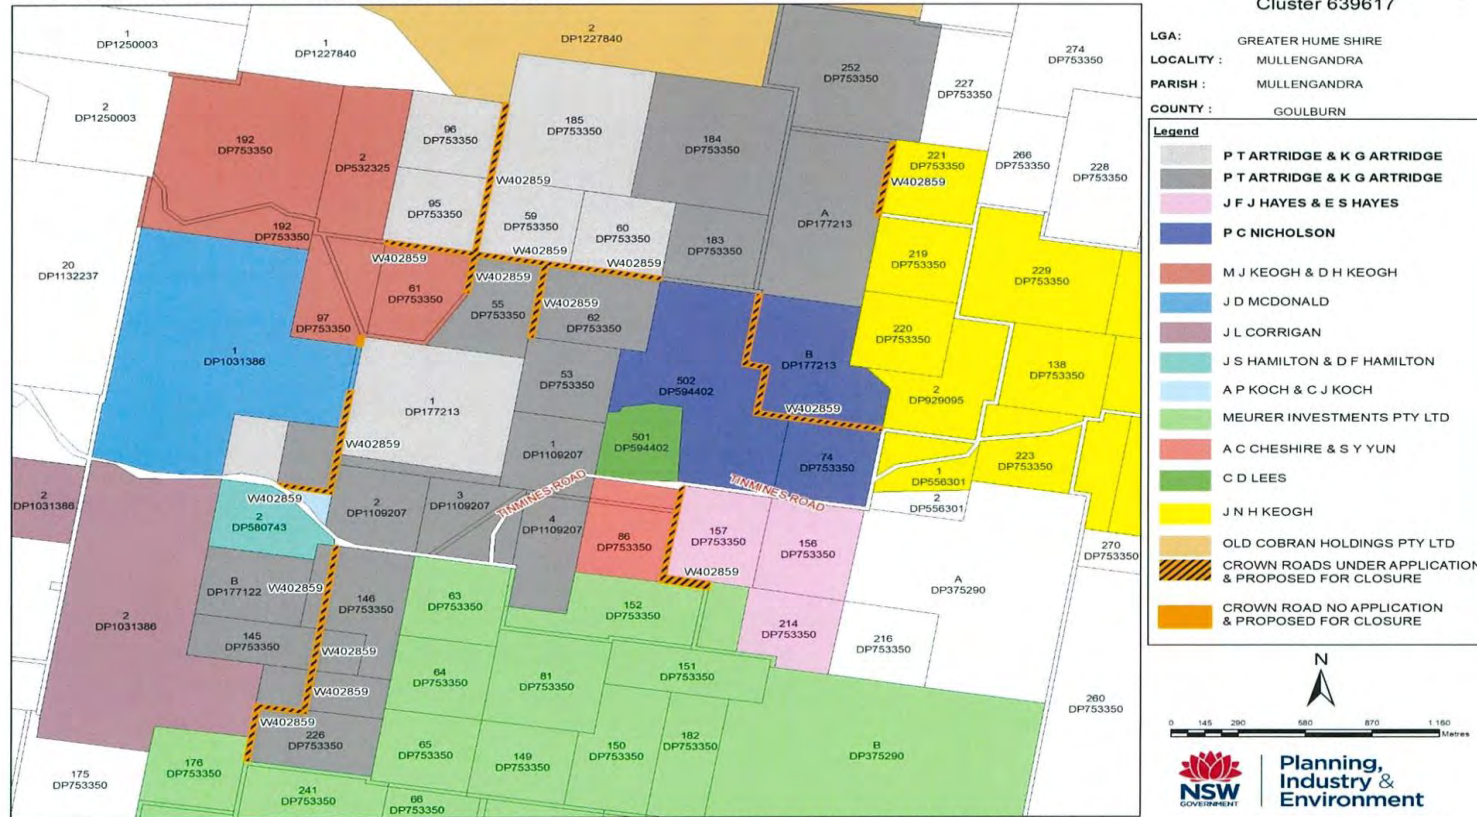 Cluster 639617
LGA: GREATER HUME SHIRE
LOCALITY : MULLENGANDRA
PARISH : MULLENGANDRA
COUNTY : GOULBURN
Legend
P T ARTRIDGE & K G ARTRIDGE
P T ARTRIDGE & K G ARTRIDGE
J F J HAYES & E S HAYES
P C NICHOLSON
M J KEOGH & D H KEOGH
J D MCDONALD
J L CORRIGAN
J S HAMILTON & D F HAMILTON
A P KOCH & C J KOCH
MEURER INVESTMENTS PTY LTD
A C CHESHIRE & S Y YUN
C D LEES
J N H KEOGH
OLD COBRAN HOLDINGS PTY LTD
CROWN ROADS UNDER APPLICATION
& PROPOSED FOR CLOSURE
CROWN ROAD NO APPLICATION
& PROPOSED FOR CLOSURE
N
0 145 290 580 870 1.160
Metres
NSW
GOVERNMENT
Planning,
Industry &
Environment
1
DP1250003
1
DP1227840
2
DP1227840
252
DP753350
227
DP753350
274
DP753350
2
DP1250003
192
DP753350
2
DP532325
96
DP753350
185
DP753350
184
DP753350
221
DP753350
266
DP753350
228
DP753350
W402859
W402859
95
DP753350
59
DP753350
60
DP753350
A
DP177213
192
DP753350
183
DP753350
219
DP753350
229
DP753350
20
DP1132237
W402859
W402859
W402859
W402859
W402859
61
DP753350
97
DP753350
55
DP753350
62
DP753350
220
DP753350
1
DP1031386
B
DP177213
138
DP753350
53
DP753350
502
DP594402
2
DP929095
1
DP177213
W402859
W402859
1
DP1109207
501
DP594402
74
DP753350
223
DP753350
1
DP556301
2
DP556301
2
DP1031386
W402859
TINMINES ROAD
TINMINES ROAD
2
DP580743
2
DP1109207
3
DP1109207
4
DP1109207
86
DP753350
157
DP753350
156
DP753350
270
DP753350
B
DP177122
W402859
146
DP753350
63
DP753350
W402859
152
DP753350
A
DP375290
2
DP1031386
145
DP753350
W402859
214
DP753350
216
DP753350
64
DP753350
81
DP753350
151
DP753350
W402859
260
DP753350
W402859
226
DP753350
65
DP753350
149
DP753350
150
DP753350
182
DP753350
B
DP375290
175
DP753350
176
DP753350
241
DP753350
66
DP753350